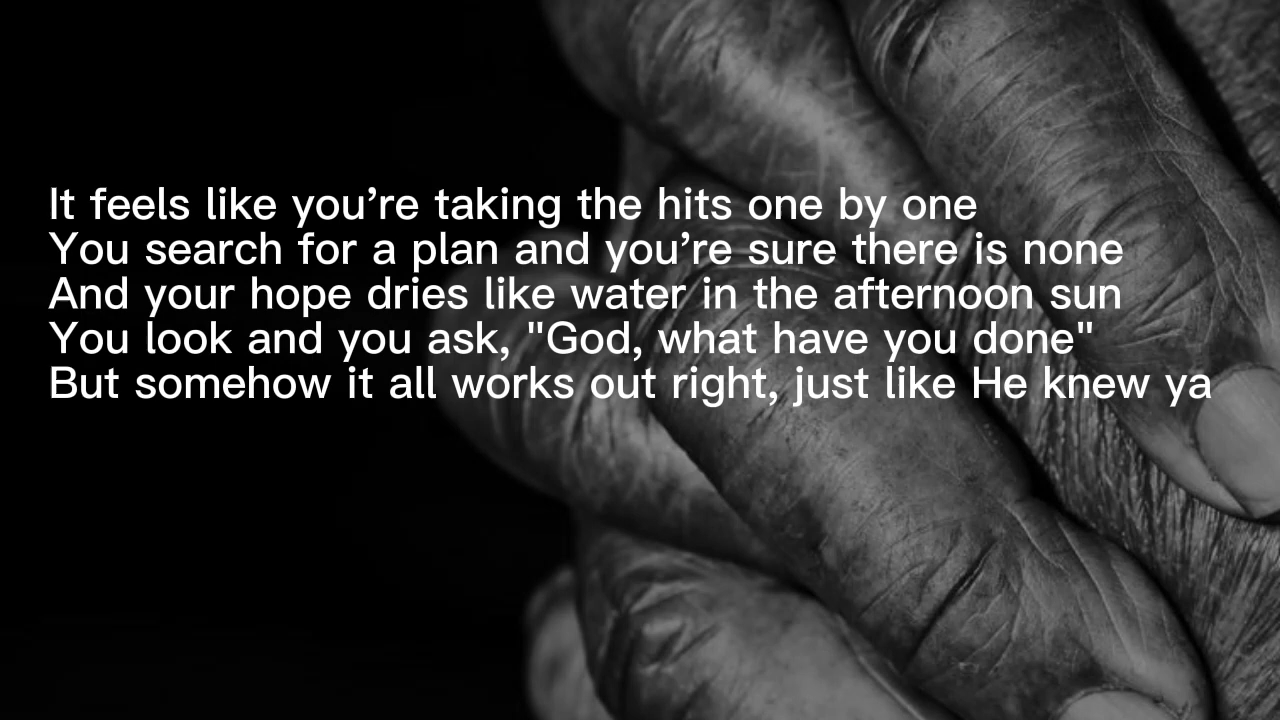 It feels like you’re taking the hits one by one
You search for a plan and you’re sure there is none
And your hope dries like water in the afternoon sun
You look and you ask, "God, what have you done"
But somehow it all works out right, just like He knew ya